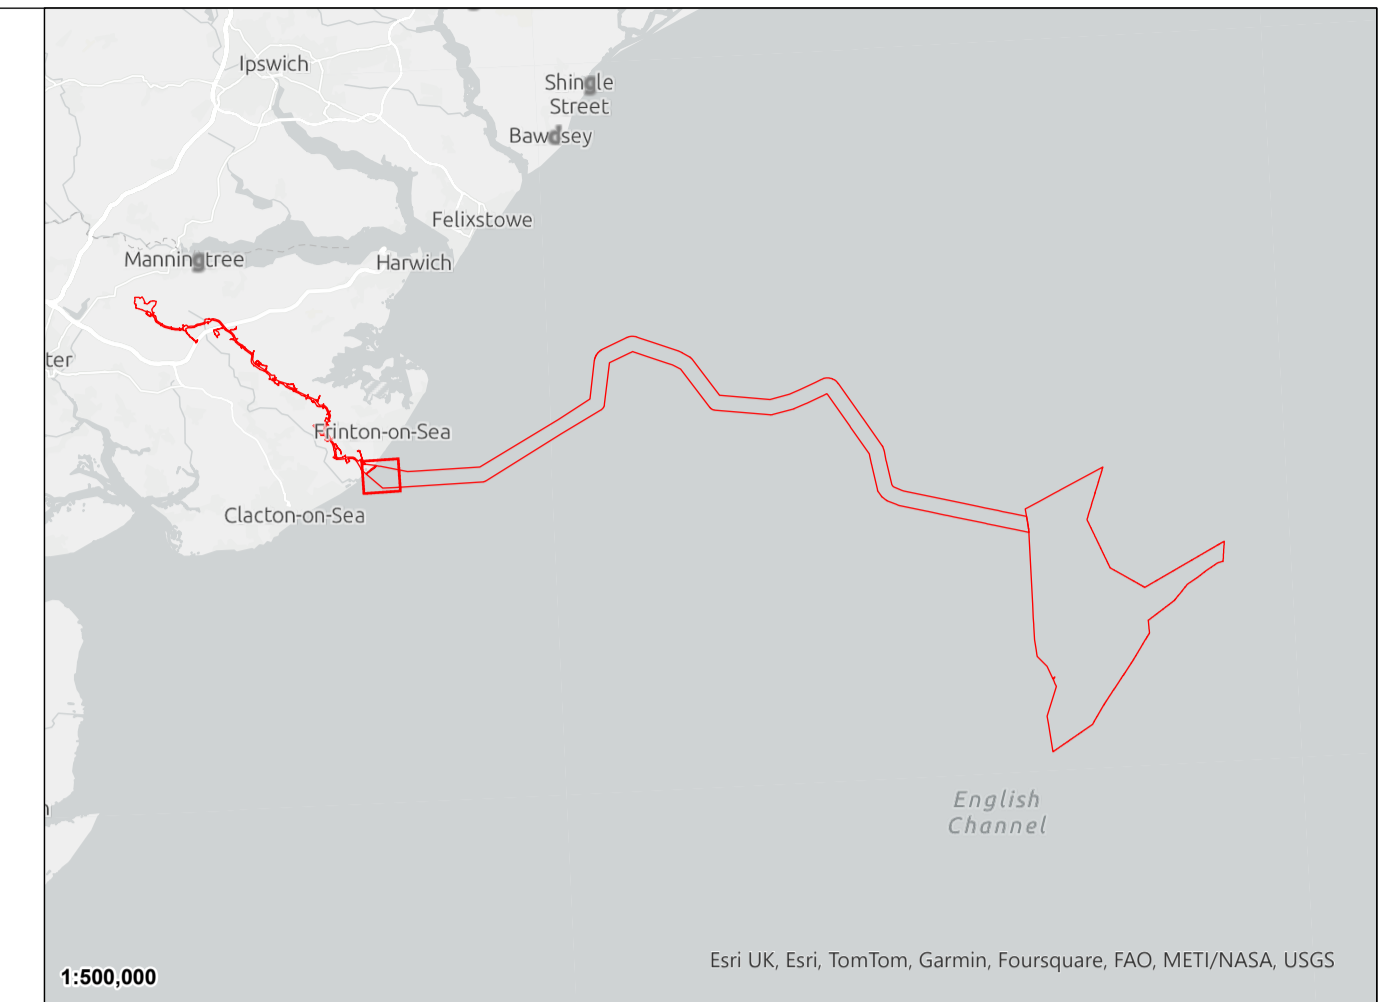 Ipswich
Shingle
Street
Bawdsey
Felixstowe
Manningtree
Harwich
ter
Frinton-on-Sea
Clacton-on-Sea
English
Channel
Esri UK, Esri, TomTom, Garmin, Foursquare, FAO, METI/NASA, USGS
1:500,000